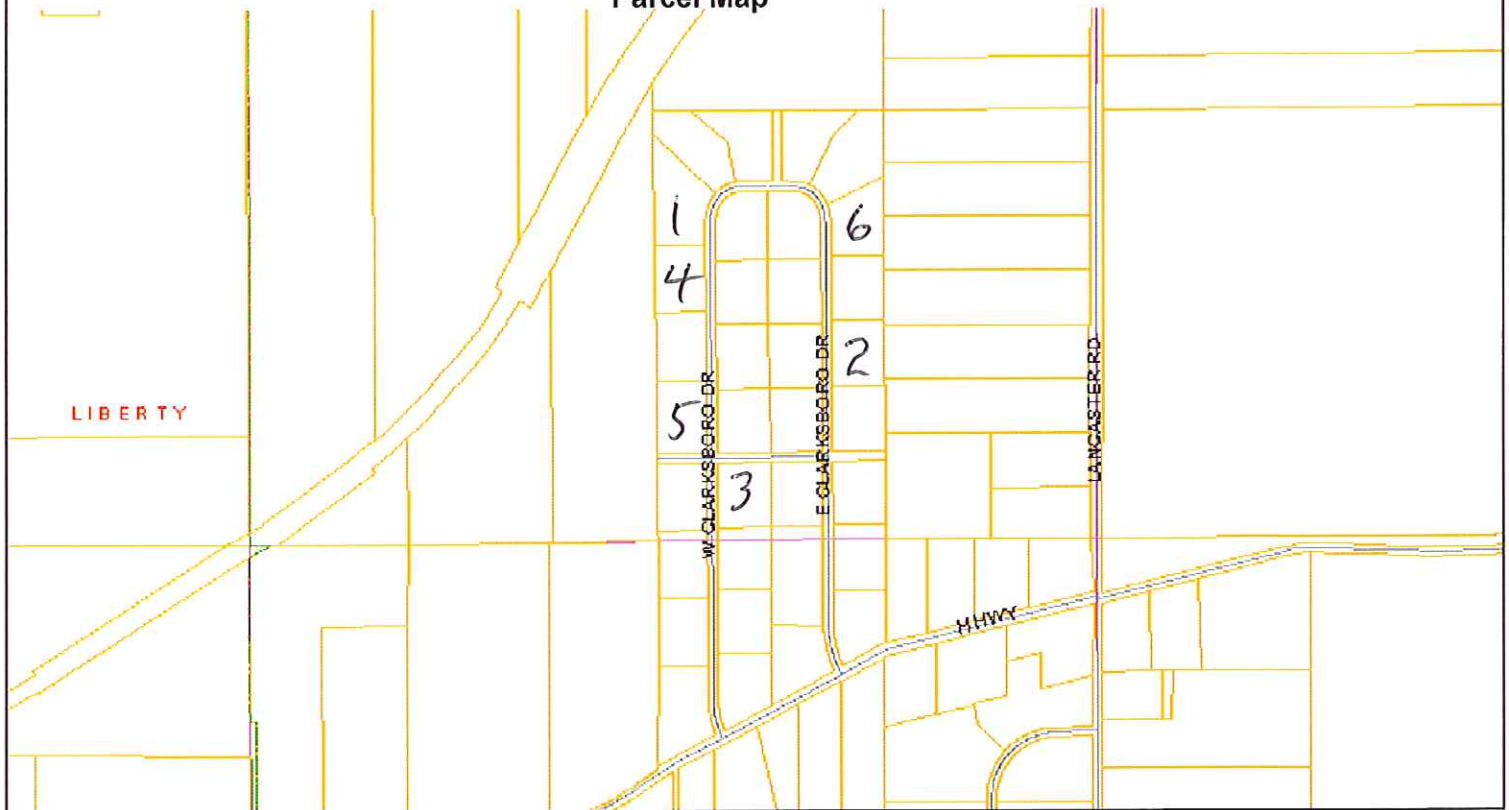 Parcel Map
1
6
4
2
LANCASTER RD
E CLARKSBORO DR
LIBERTY
5
W CLARKSBORO DR
3
H HWY